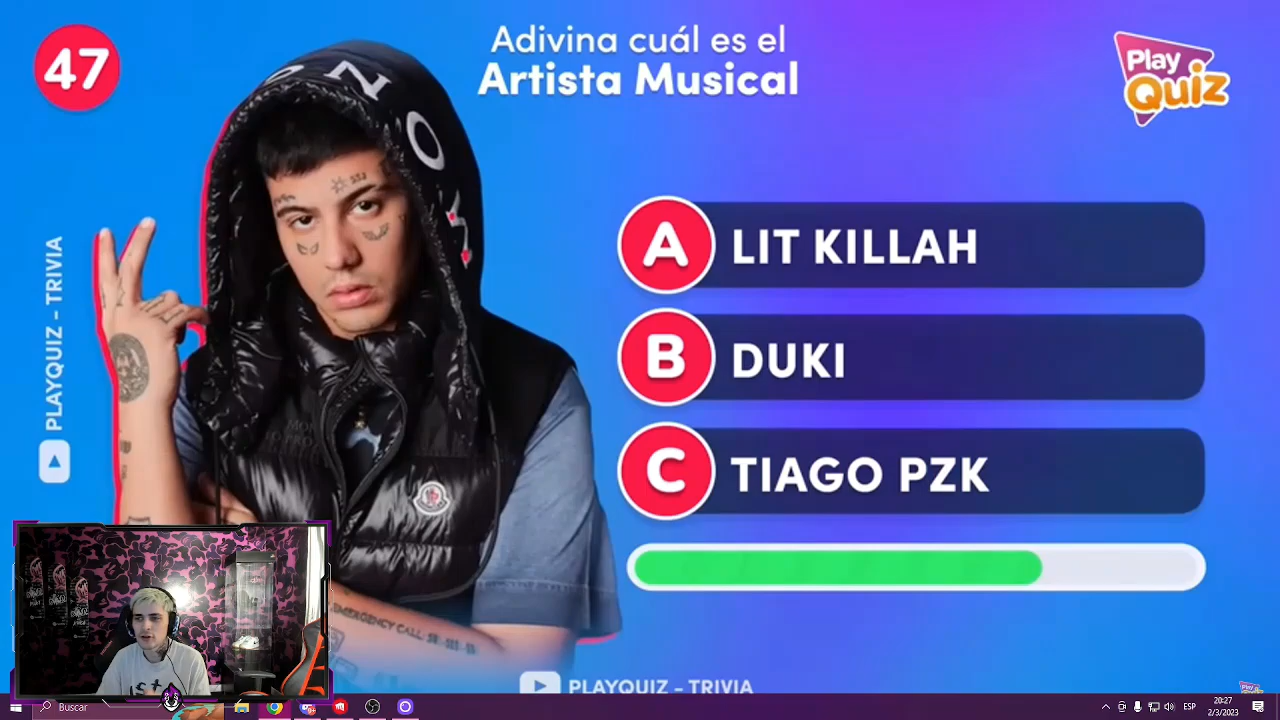 47
Adivina cuál es el
Artista Musical
Play
Quiz
NO
PLAYQUIZ - TRIVIA
A
LIT KILLAH
B
DUKI
C
TIAGO PZK
EMERGENCY CALL
PLAYQUIZ - TRIVIA
Buscar
ESP
20:27
2/3/2023